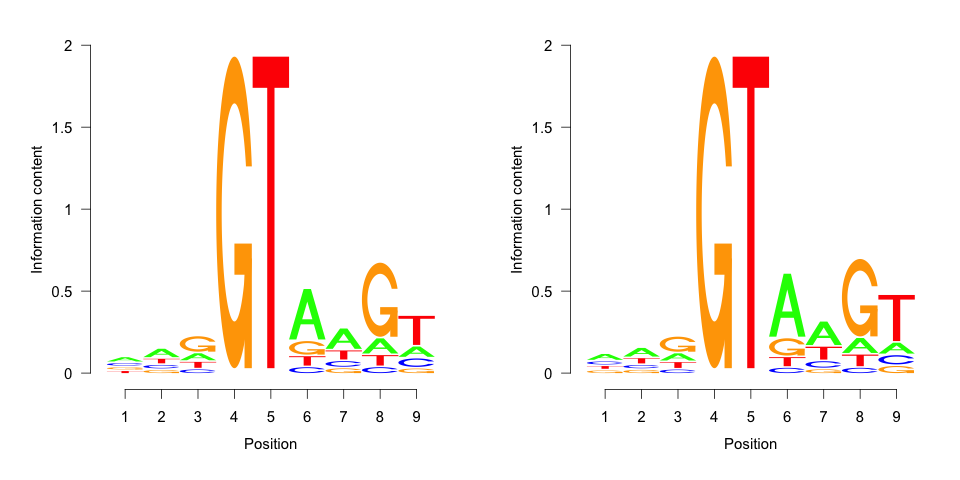 2
1.5
1
0.5
0
Information content
A C G T
A T C G
G A T C
G
T
A G T C
A T C G
G A T C
T A C G
1 2 3 4 5 6 7 8 9
Position
2
1.5
1
0.5
0
Information content
A C T G
A T C G
G A T C
G
T
A G T C
A T C G
G A T C
T A C G
1 2 3 4 5 6 7 8 9
Position